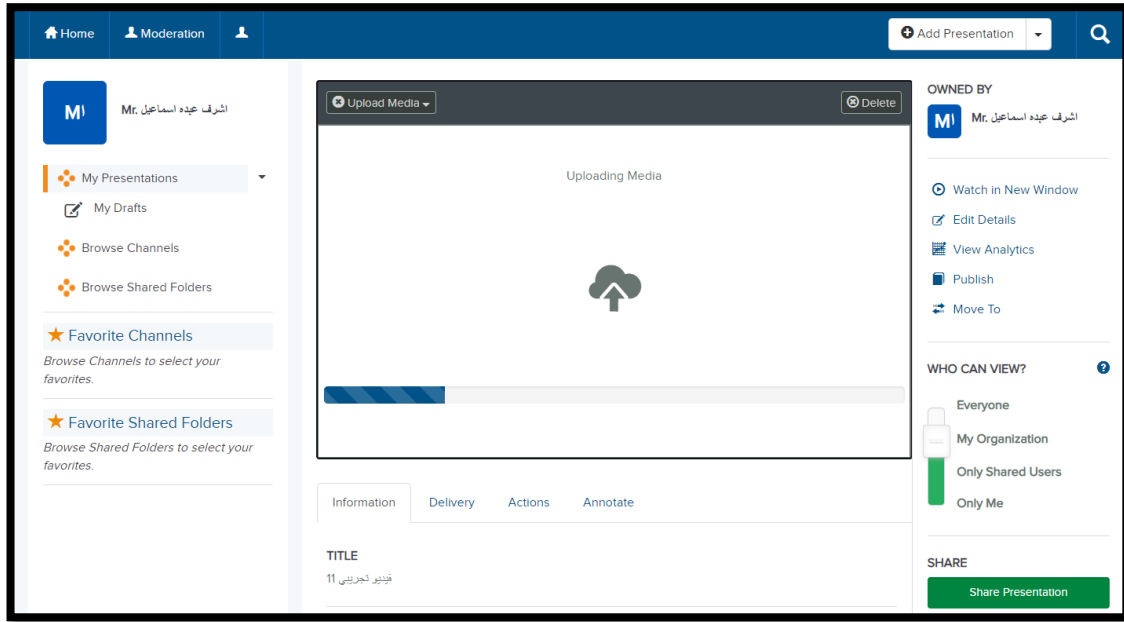 Home
Moderation
Add Presentation
M ا
Mr. اشرف عبده اسماعيل
My Presentations
My Drafts
Browse Channels
Browse Shared Folders
Favorite Channels
Browse Channels to select your
favorites.
Favorite Shared Folders
Browse Shared Folders to select your
favorites.
Upload Media
Delete
Uploading Media
Information
Delivery
Actions
Annotate
TITLE
فيديو تجريبي 11
OWNED BY
M ا
Mr. اشرف عبده اسماعيل
Watch in New Window
Edit Details
View Analytics
Publish
Move To
WHO CAN VIEW?
Everyone
My Organization
Only Shared Users
Only Me
SHARE
Share Presentation